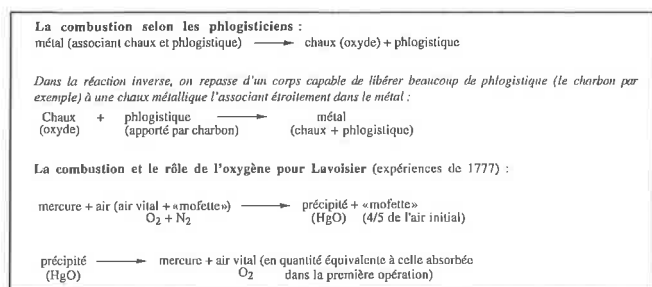 La combustion selon les phlogisticiens :
métal (associant chaux et phlogistique) ⟶ chaux (oxyde) + phlogistique
Dans la réaction inverse, on repasse d'un corps capable de libérer beaucoup de phlogistique (le charbon par
exemple) à une chaux métallique l'associant étroitement dans le métal :
Chaux + phlogistique ⟶ métal
(oxyde) (apporté par charbon) (chaux + phlogistique)
La combustion et le rôle de l'oxygène pour Lavoisier (expériences de 1777) :
mercure + air (air vital + «mofette») ⟶ précipité + «mofette»
O₂ + N₂ (HgO) (4/5 de l'air initial)
précipité ⟶ mercure + air vital (en quantité équivalente à celle absorbée
(HgO) O₂ dans la première opération)